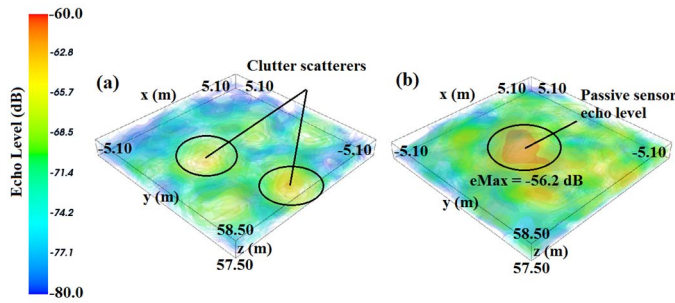 Echo Level (dB)
-60.0
-62.8
-65.7
-68.5
-71.4
-74.2
-77.1
-80.0
(a)
Clutter scatterers
x (m)
5.10
5.10
-5.10
-5.10
y (m)
58.50
z (m)
57.50
(b)
Passive sensor
echo level
x (m)
5.10
5.10
-5.10
-5.10
eMax = -56.2 dB
y (m)
58.50
z (m)
57.50